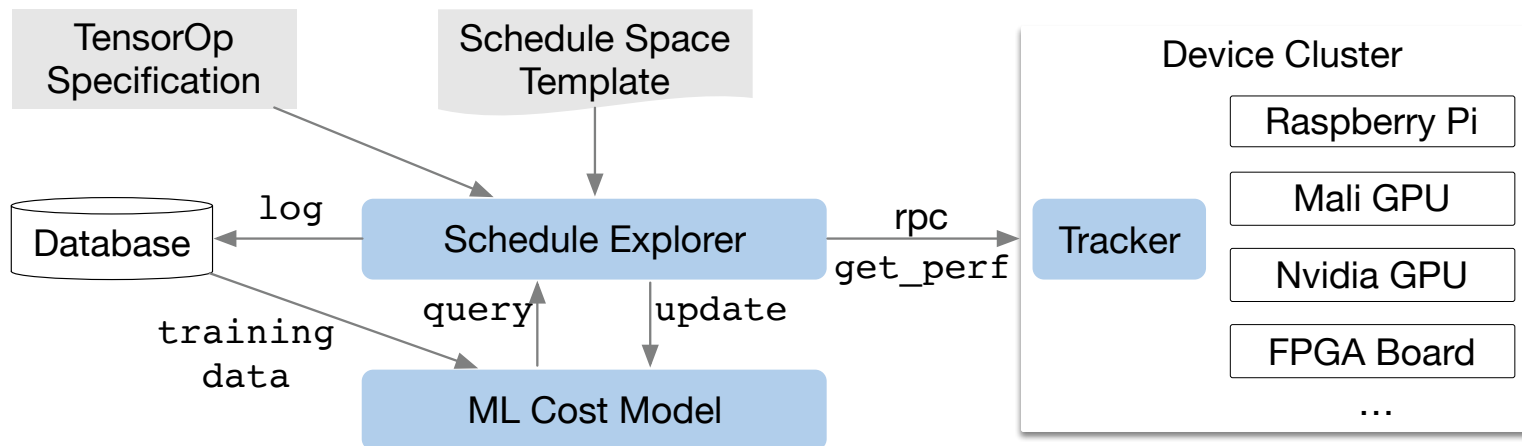 TensorOp
Specification
Schedule Space
Template
Device Cluster
Raspberry Pi
Mali GPU
Nvidia GPU
FPGA Board
...
Database
log
Schedule Explorer
rpc
get_perf
Tracker
training
data
query
update
ML Cost Model